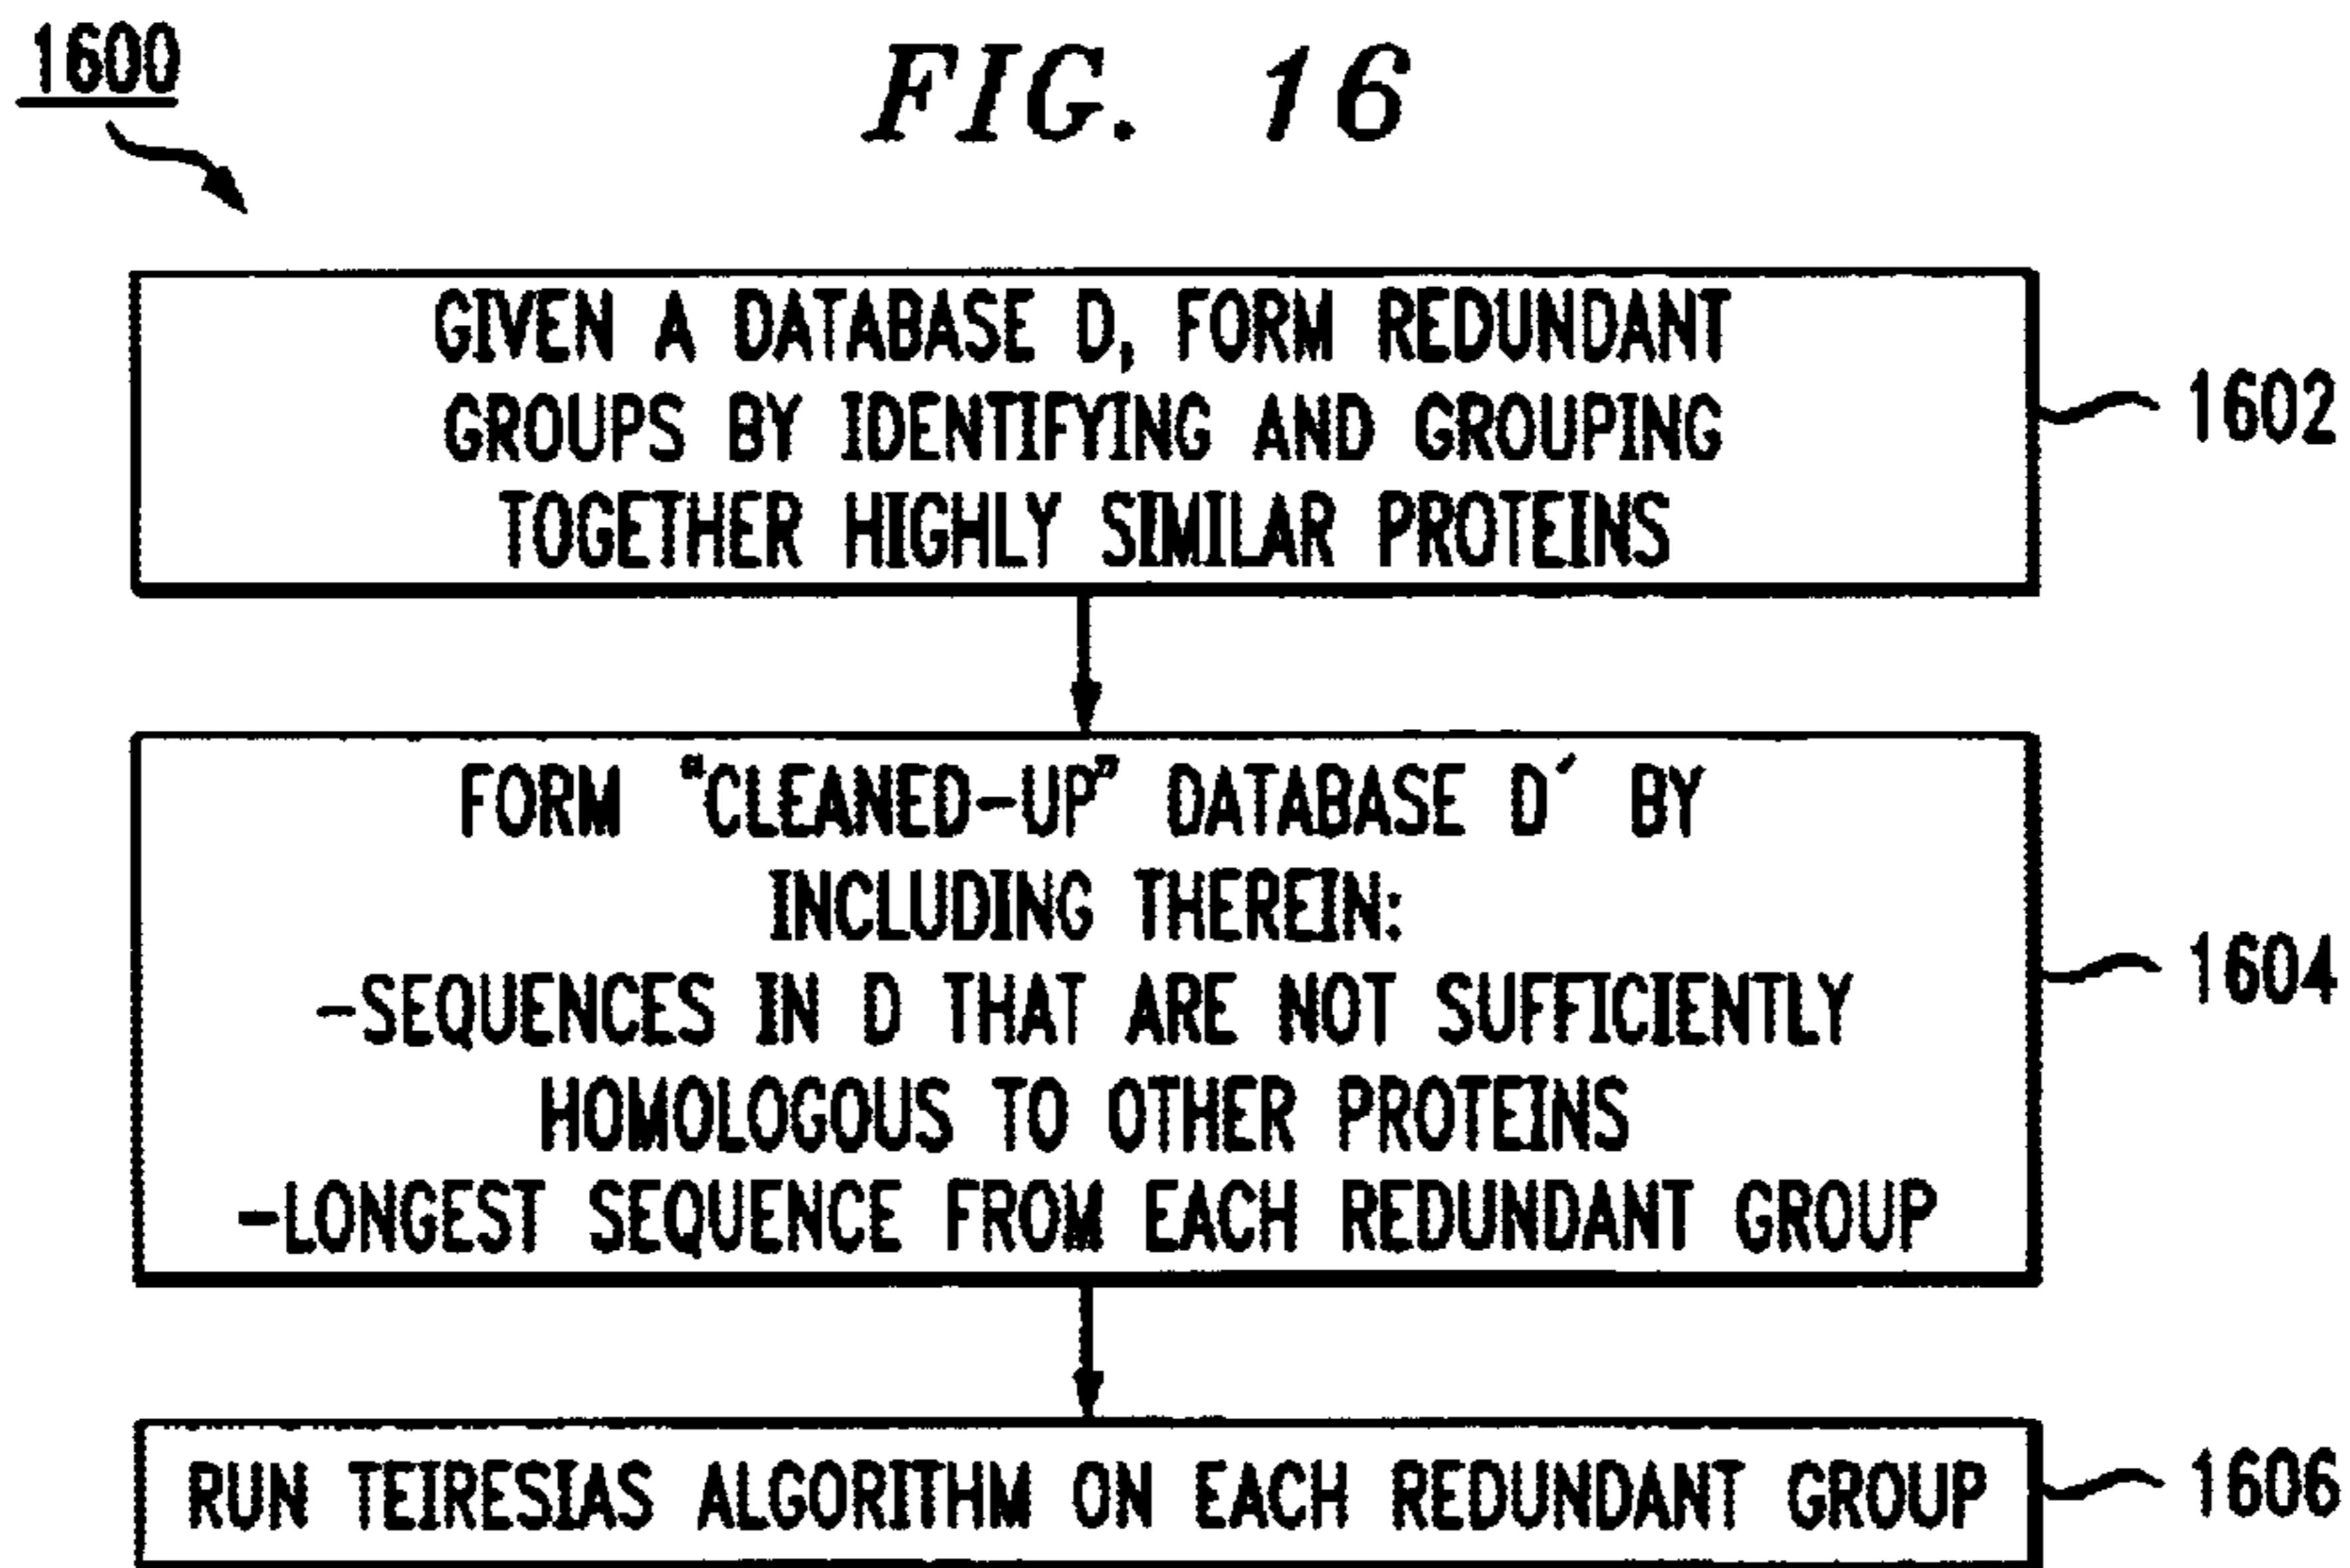 1600
FIG. 16
GIVEN A DATABASE D, FORM REDUNDANT
GROUPS BY IDENTIFYING AND GROUPING
TOGETHER HIGHLY SIMILAR PROTEINS
1602
FORM "CLEANED-UP" DATABASE D´ BY
INCLUDING THEREIN:
-SEQUENCES IN D THAT ARE NOT SUFFICIENTLY
HOMOLOGOUS TO OTHER PROTEINS
-LONGEST SEQUENCE FROM EACH REDUNDANT GROUP
1604
RUN TEIRESIAS ALGORITHM ON EACH REDUNDANT GROUP
1606